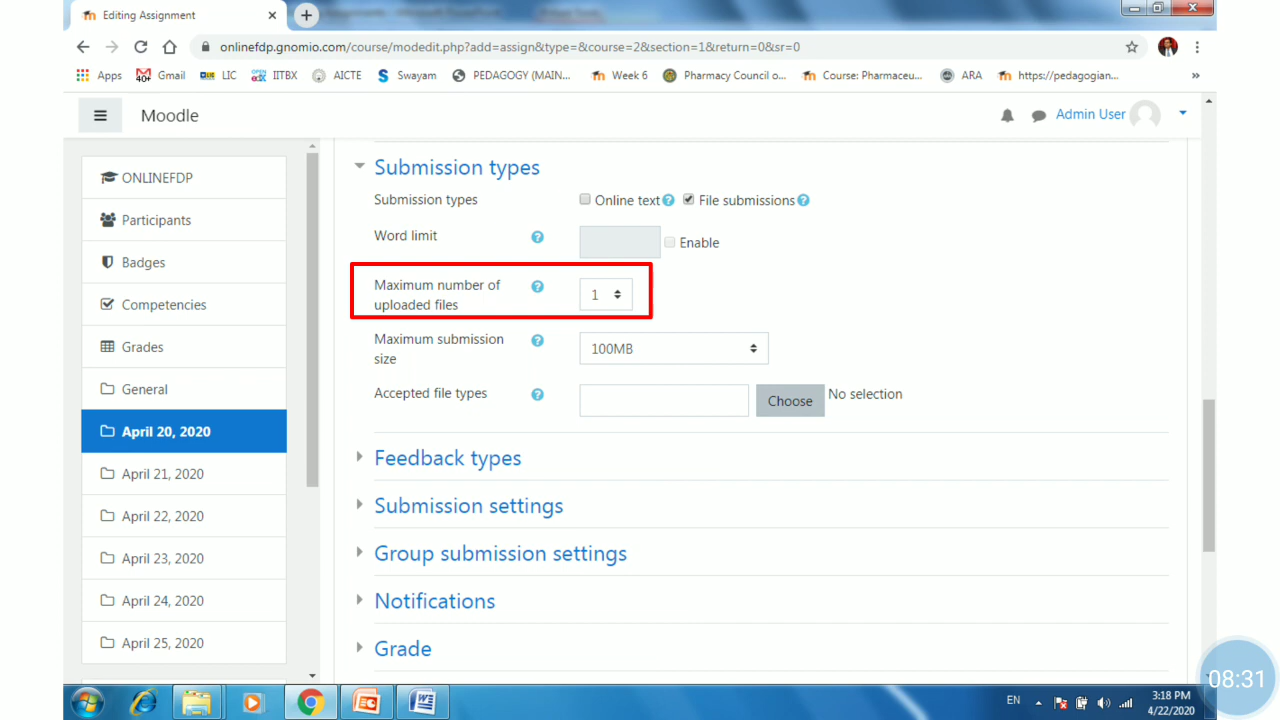 Editing Assignment
onlinefdp.gnomio.com/course/modedit.php?add=assign&type=&course=2&section=1&return=0&sr=0
Apps Gmail LIC IITBX AICTE Swayam PEDAGOGY (MAIN... Week 6 Pharmacy Council o... Course: Pharmaceu... ARA https://pedagogian... »
Moodle Admin User
ONLINEFDP
Participants
Badges
Competencies
Grades
General
April 20, 2020
April 21, 2020
April 22, 2020
April 23, 2020
April 24, 2020
April 25, 2020
Submission types
Submission types Online text File submissions
Word limit Enable
Maximum number of
uploaded files 1
Maximum submission
size 100MB
Accepted file types Choose No selection
Feedback types
Submission settings
Group submission settings
Notifications
Grade
08:31
EN 3:18 PM
4/22/2020